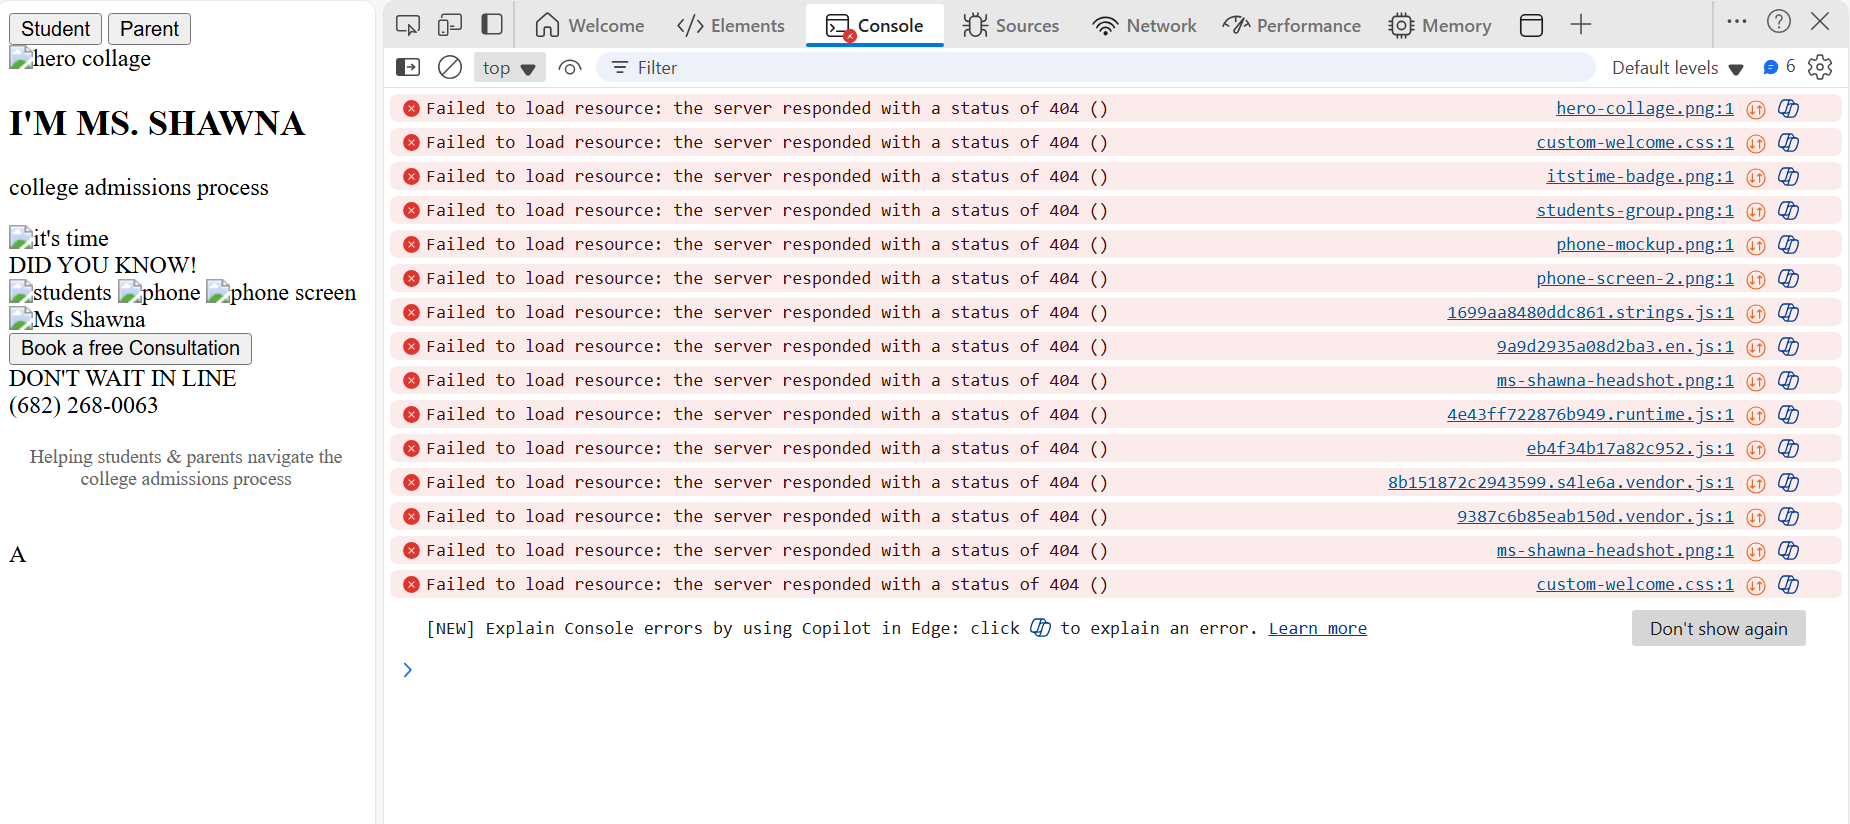 Student Parent
hero collage
I'M MS. SHAWNA
college admissions process
it's time
DID YOU KNOW!
students phone phone screen
Ms Shawna
Book a free Consultation
DON'T WAIT IN LINE
(682) 268-0063
Helping students & parents navigate the
college admissions process
A
Welcome Elements Console Sources Network Performance Memory
top Filter Default levels 6
Failed to load resource: the server responded with a status of 404 () hero-collage.png:1
Failed to load resource: the server responded with a status of 404 () custom-welcome.css:1
Failed to load resource: the server responded with a status of 404 () itstime-badge.png:1
Failed to load resource: the server responded with a status of 404 () students-group.png:1
Failed to load resource: the server responded with a status of 404 () phone-mockup.png:1
Failed to load resource: the server responded with a status of 404 () phone-screen-2.png:1
Failed to load resource: the server responded with a status of 404 () 1699aa8480ddc861.strings.js:1
Failed to load resource: the server responded with a status of 404 () 9a9d2935a08d2ba3.en.js:1
Failed to load resource: the server responded with a status of 404 () ms-shawna-headshot.png:1
Failed to load resource: the server responded with a status of 404 () 4e43ff722876b949.runtime.js:1
Failed to load resource: the server responded with a status of 404 () eb4f34b17a82c952.js:1
Failed to load resource: the server responded with a status of 404 () 8b151872c2943599.s4le6a.vendor.js:1
Failed to load resource: the server responded with a status of 404 () 9387c6b85eab150d.vendor.js:1
Failed to load resource: the server responded with a status of 404 () ms-shawna-headshot.png:1
Failed to load resource: the server responded with a status of 404 () custom-welcome.css:1
[NEW] Explain Console errors by using Copilot in Edge: click to explain an error. Learn more Don't show again